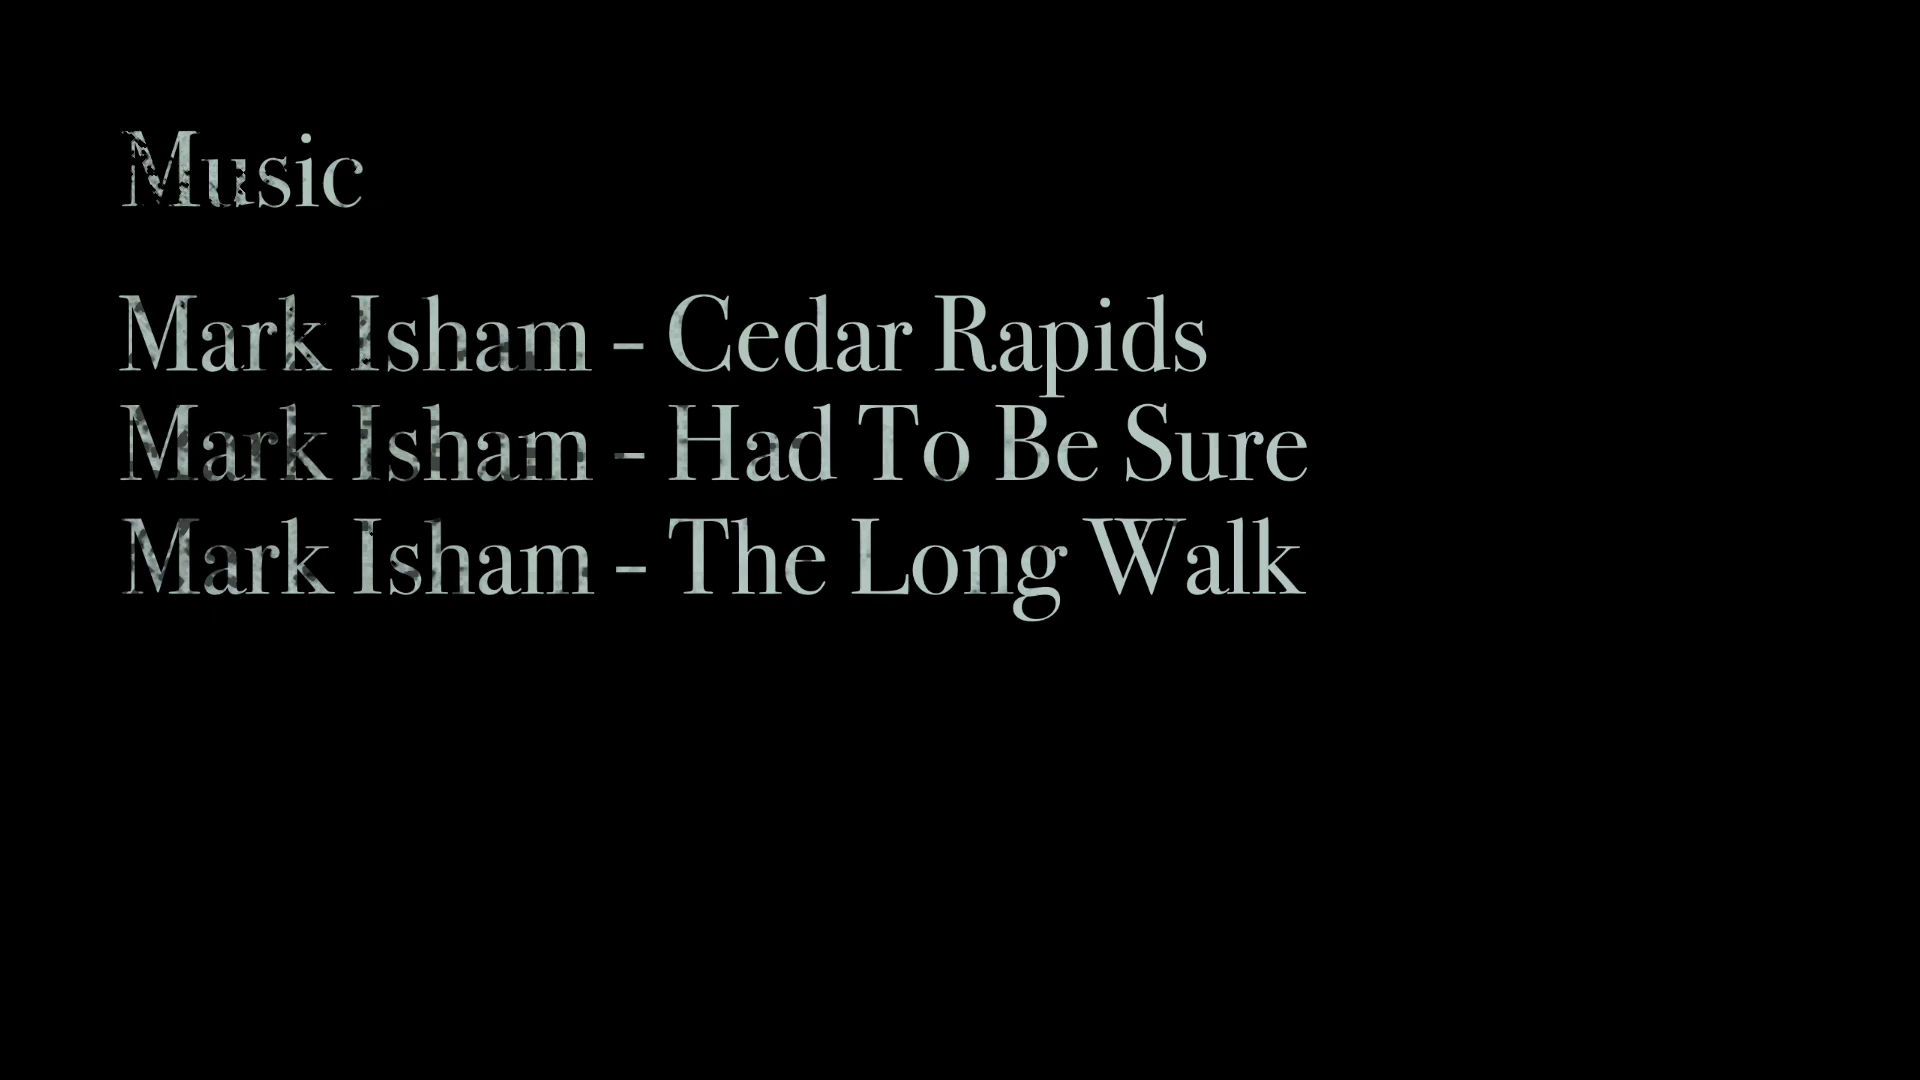 Music
Mark Isham - Cedar Rapids
Mark Isham - Had To Be Sure
Mark Isham - The Long Walk